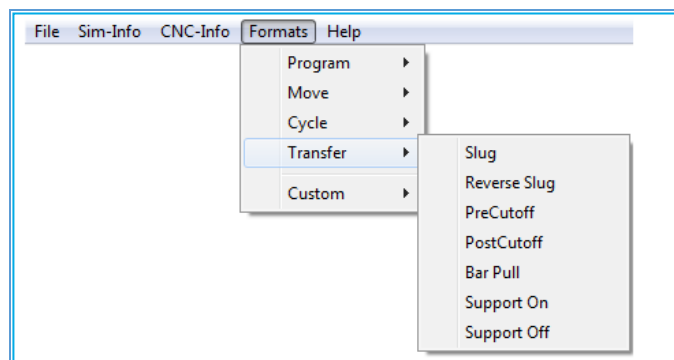 File Sim-Info CNC-Info Formats Help
Program
Move
Cycle
Transfer
Custom
Slug
Reverse Slug
PreCutoff
PostCutoff
Bar Pull
Support On
Support Off